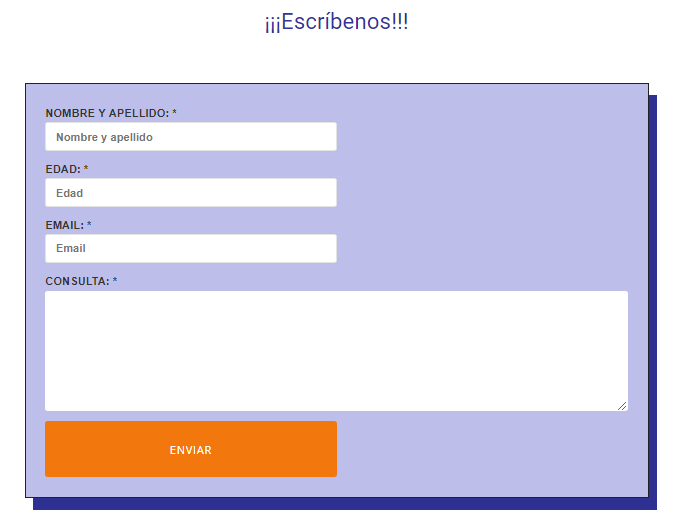 ¡¡¡Escríbenos!!!
NOMBRE Y APELLIDO: *
Nombre y apellido
EDAD: *
Edad
EMAIL: *
Email
CONSULTA: *
ENVIAR